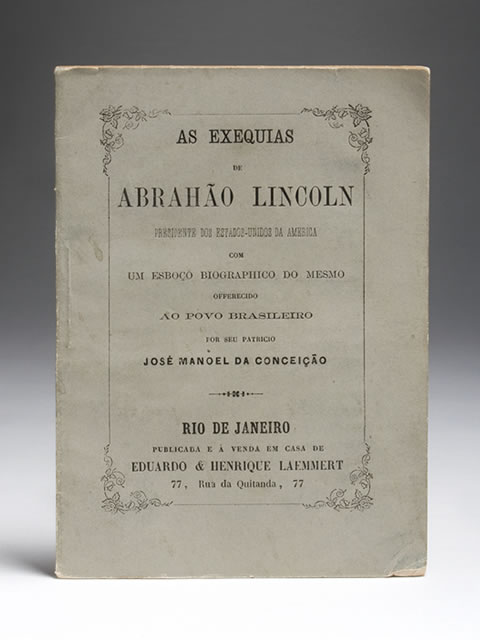 AS EXEQUIAS
DE
ABRAHÃO LINCOLN
PRESIDENTE DOS ESTADOS-UNIDOS DA AMERICA
COM
UM ESBOÇO BIOGRAPHICO DO MESMO
OFFERECIDO
AO POVO BRASILEIRO
POR SEU PATRICIO
JOSÉ MANOEL DA CONCEIÇÃO
RIO DE JANEIRO
PUBLICADA E Á VENDA EM CASA DE
EDUARDO & HENRIQUE LAEMMERT
77, Rua da Quitanda, 77